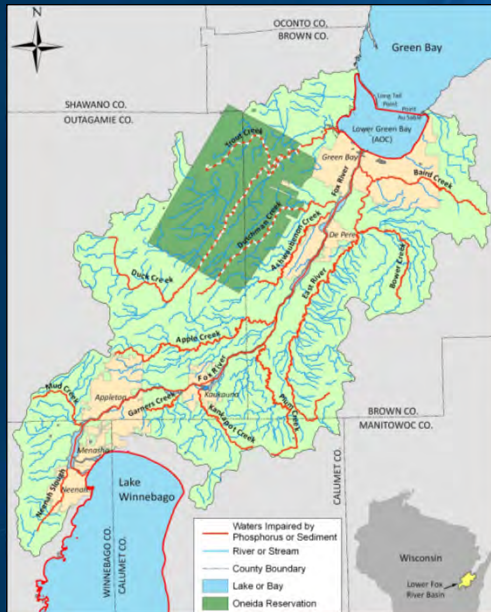 N
OCONTO CO.
BROWN CO.
Green Bay
Long Tail
Point
Point
Au Sable
SHAWANO CO.
OUTAGAMIE CO.
Lower Green Bay
(AOC)
Trout Creek
Green Bay
Fox River
Baird Creek
Dutchman Creek
Ashwaubenon Creek
De Pere
East River
Bower Creek
Duck Creek
Apple Creek
Fox River
Mud Creek
Appleton
Garners Creek
Kaukauna
Kankapot Creek
Plum Creek
BROWN CO.
MANITOWOC CO.
Menasha
Neenah Slough
Neenah
Lake
Winnebago
CALUMET CO.
WINNEBAGO CO.
CALUMET CO.
Waters Impaired by
Phosphorus or Sediment
River or Stream
County Boundary
Lake or Bay
Oneida Reservation
Wisconsin
Lower Fox
River Basin